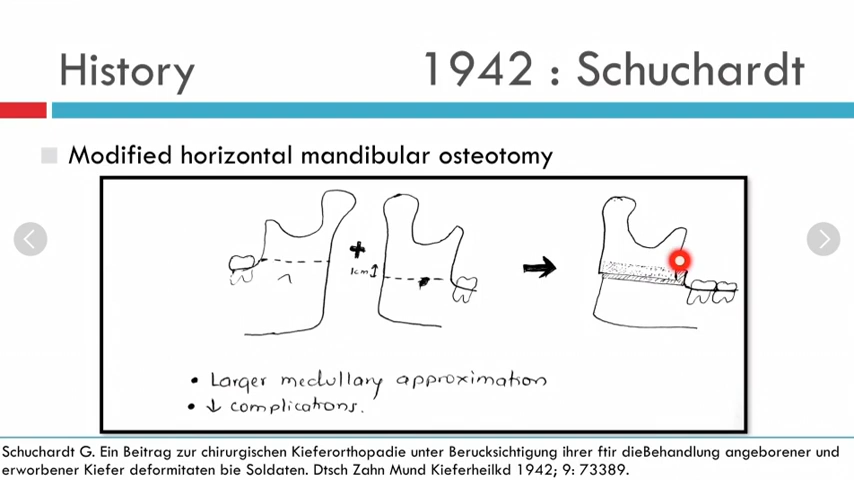 History 1942 : Schuchardt
Modified horizontal mandibular osteotomy
1cm
• Larger medullary approximation
• ↓ complications.
Schuchardt G. Ein Beitrag zur chirurgischen Kieferorthopadie unter Berucksichtigung ihrer ftir dieBehandlung angeborener und
erworbener Kiefer deformitaten bie Soldaten. Dtsch Zahn Mund Kieferheilkd 1942; 9: 73389.